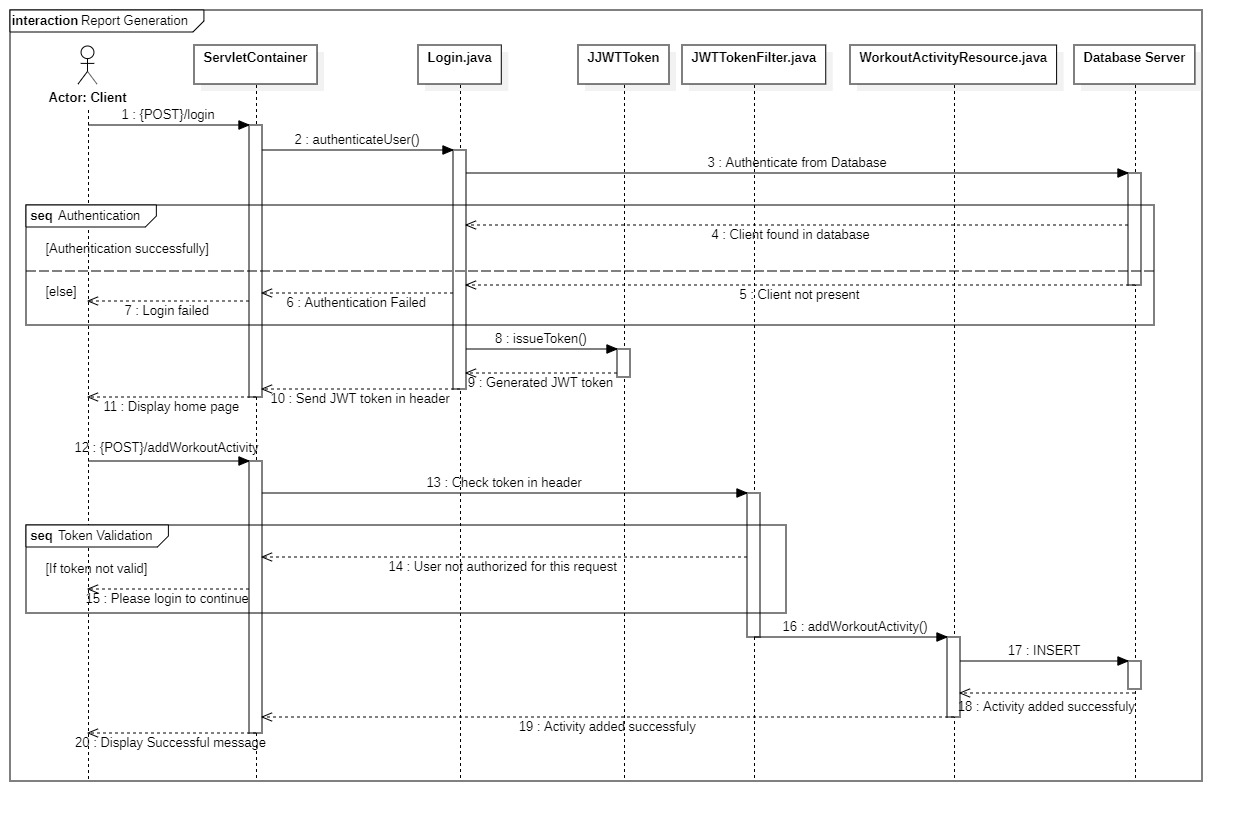 interaction Report Generation
ServletContainer
Login.java
JJWTToken
JWTTokenFilter.java
WorkoutActivityResource.java
Database Server
Actor: Client
1 : {POST}/login
2 : authenticateUser()
3 : Authenticate from Database
seq Authentication
4 : Client found in database
[Authentication successfully]
[else]
5 : Client not present
6 : Authentication Failed
7 : Login failed
8 : issueToken()
9 : Generated JWT token
10 : Send JWT token in header
11 : Display home page
12 : {POST}/addWorkoutActivity
13 : Check token in header
seq Token Validation
[If token not valid]
14 : User not authorized for this request
15 : Please login to continue
16 : addWorkoutActivity()
17 : INSERT
18 : Activity added successfuly
19 : Activity added successfuly
20 : Display Successful message